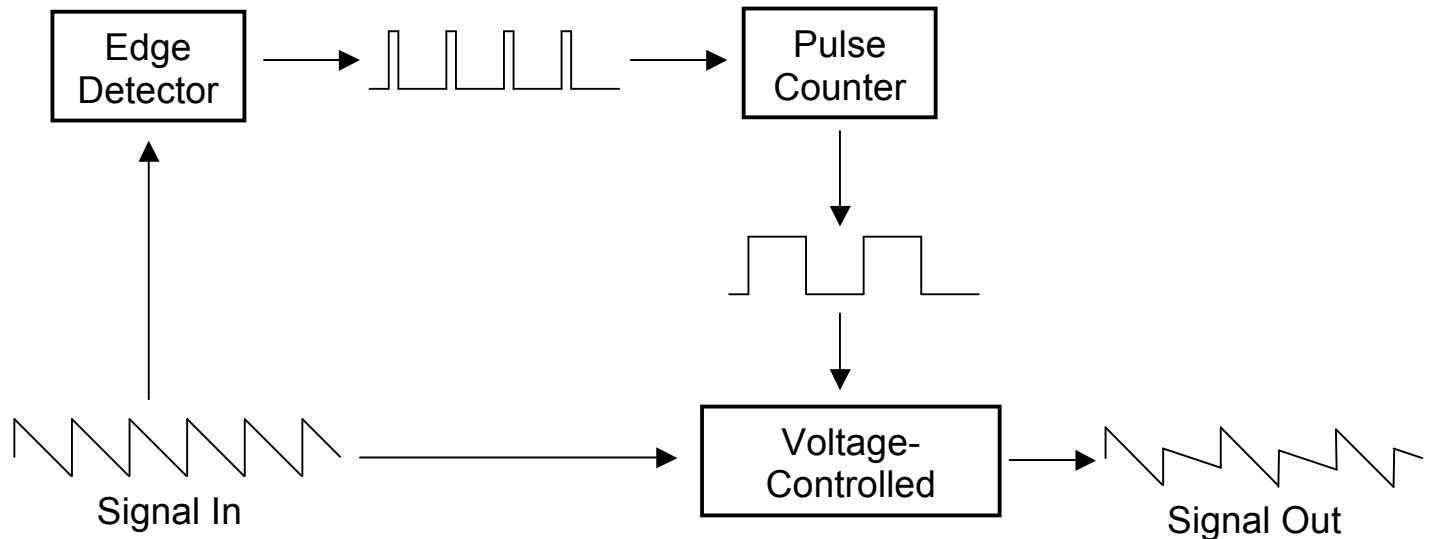 Edge
Detector
Pulse
Counter
Voltage-
Controlled
Signal In
Signal Out